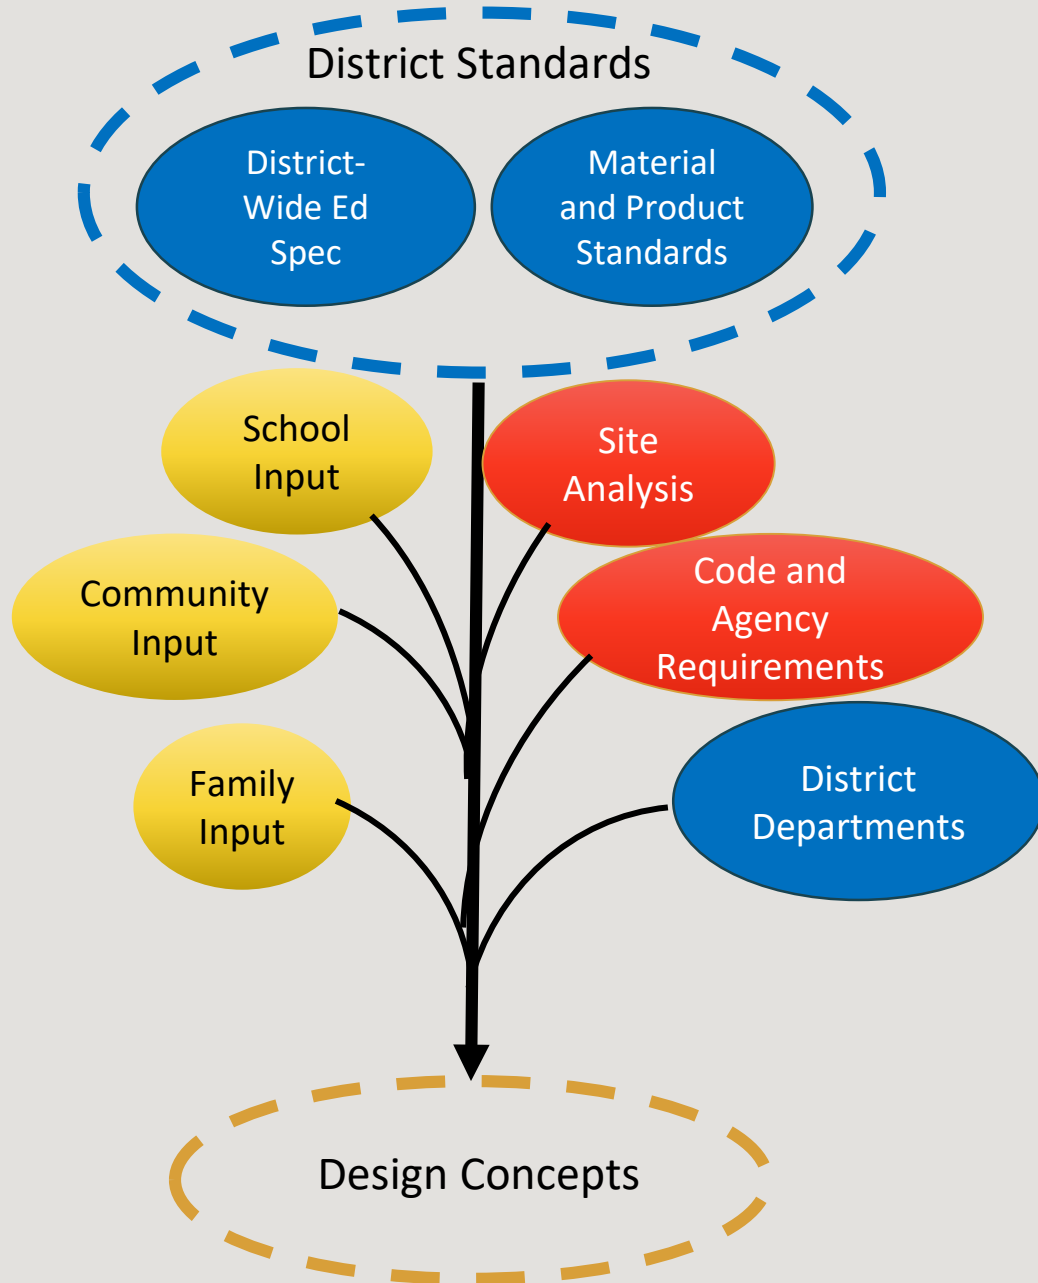 District Standards
District-
Wide Ed
Spec
Material
and Product
Standards
School
Input
Site
Analysis
Community
Input
Code and
Agency
Requirements
Family
Input
District
Departments
Design Concepts